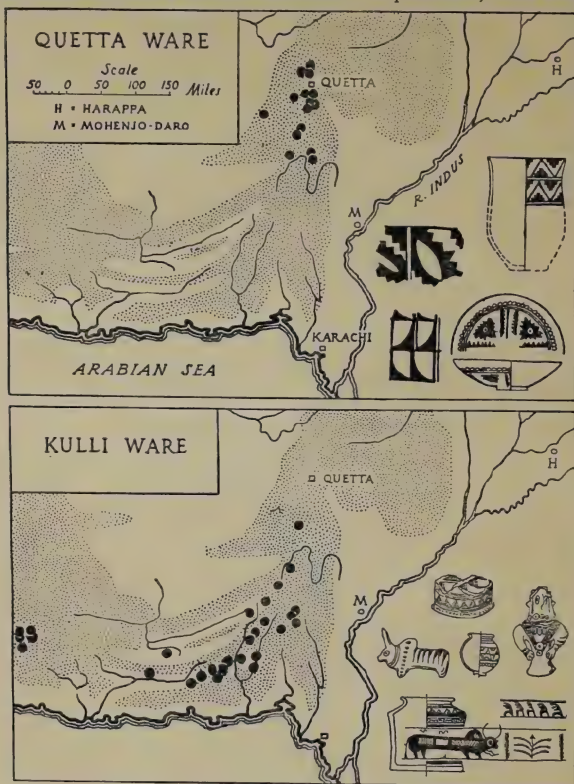 QUETTA WARE
Scale
50 0 50 100 150 Miles
H = HARAPPA
M = MOHENJO-DARO
QUETTA
H
M
R. INDUS
KARACHI
ARABIAN SEA
KULLI WARE
QUETTA
H
M